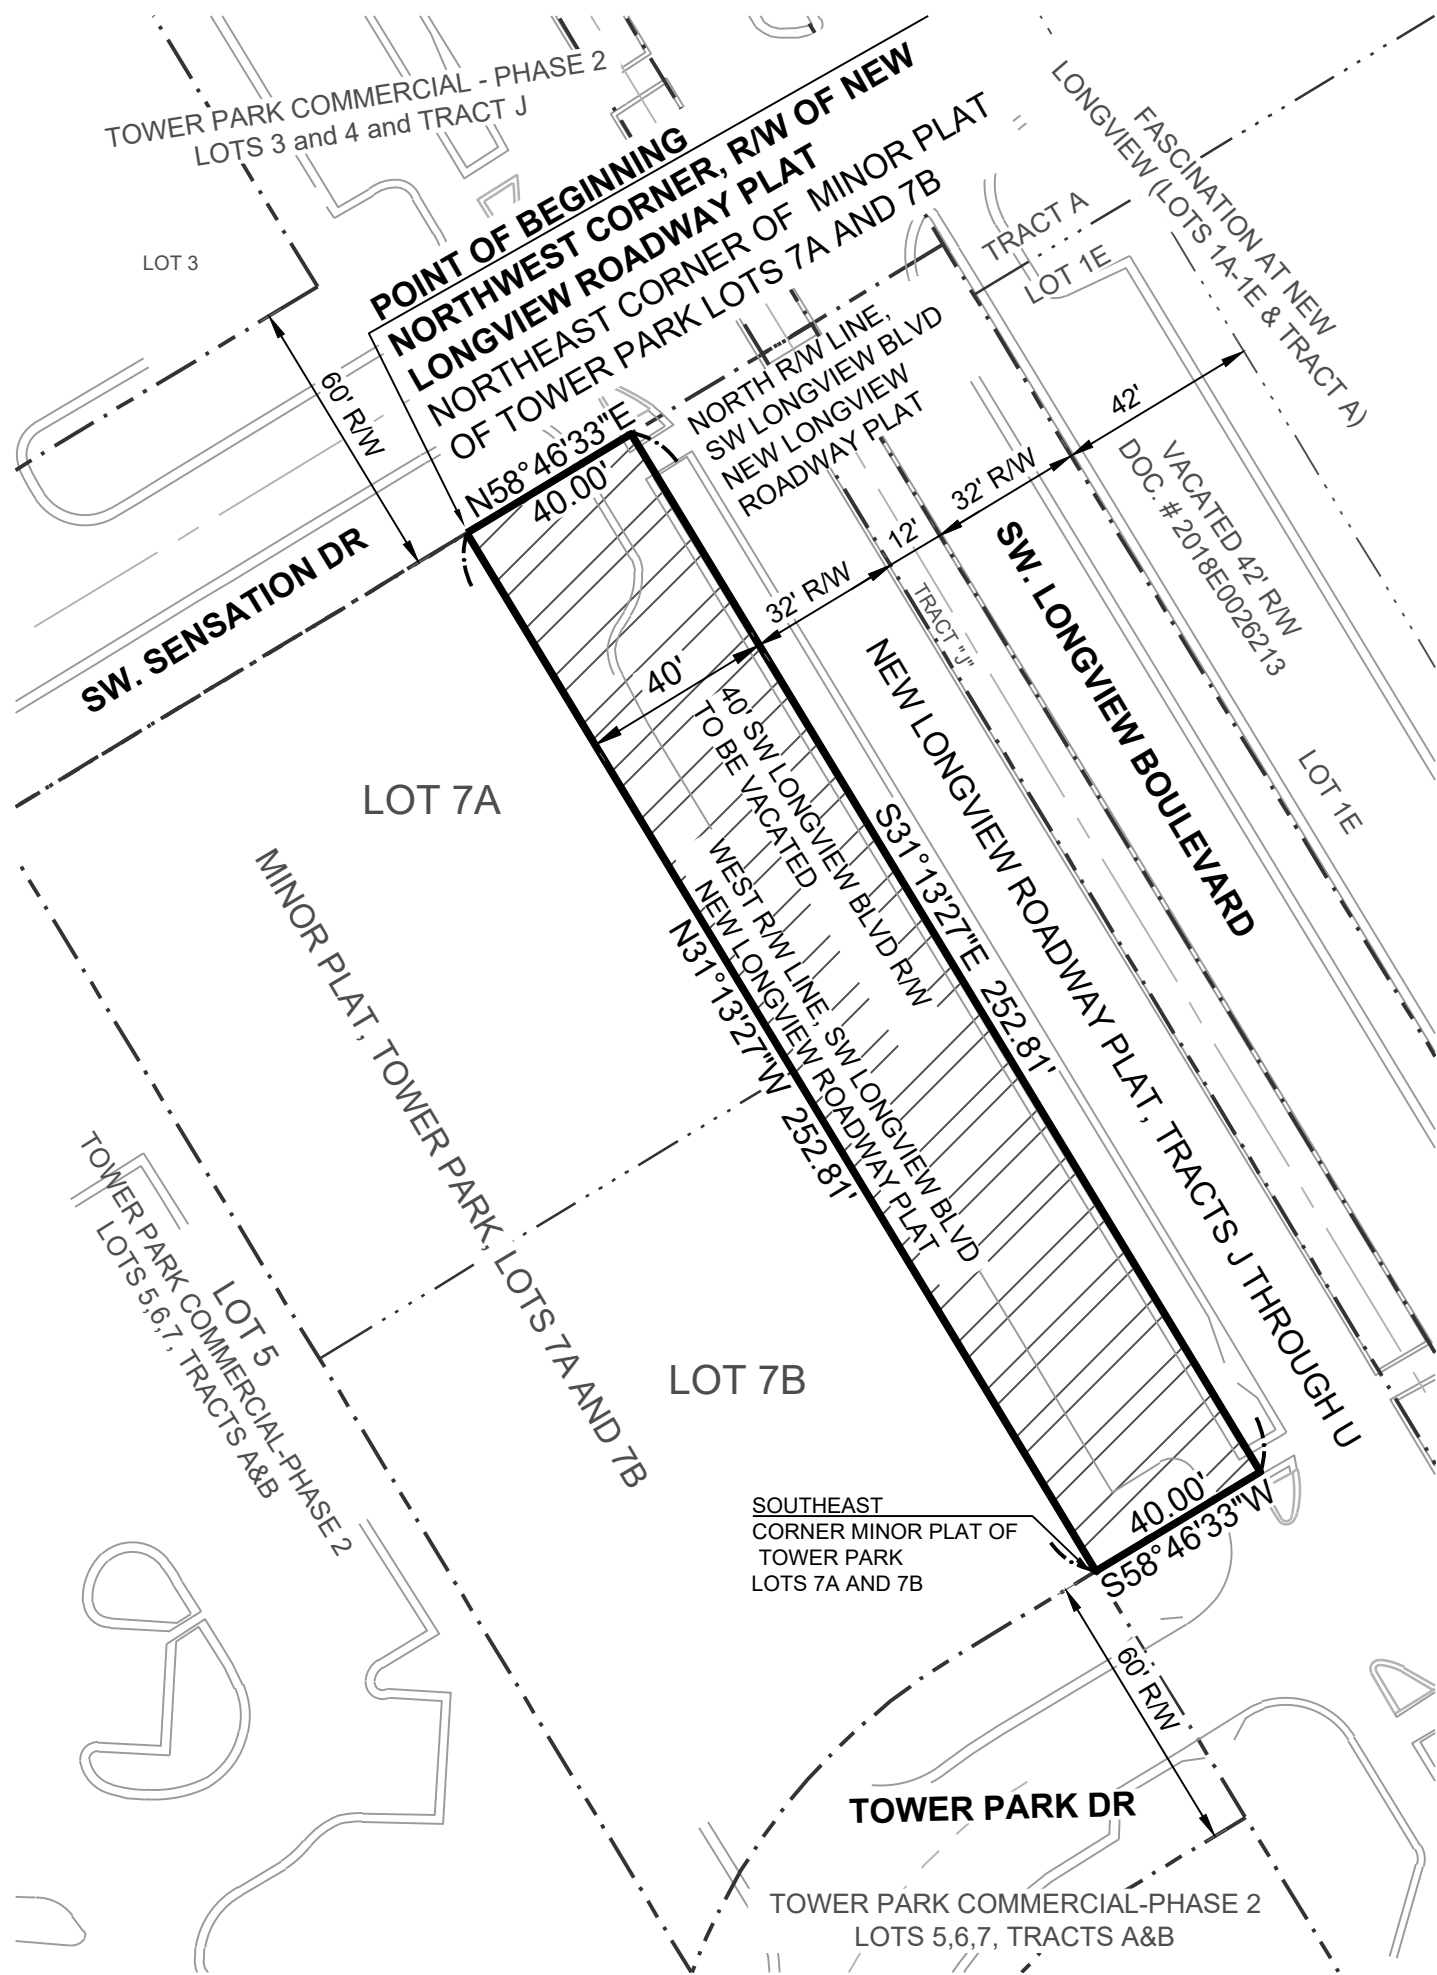 TOWER PARK COMMERCIAL - PHASE 2
LOTS 3 and 4 and TRACT J
LOT 3
POINT OF BEGINNING
NORTHWEST CORNER, R/W OF NEW
LONGVIEW ROADWAY PLAT
NORTHEAST CORNER OF MINOR PLAT
OF TOWER PARK LOTS 7A AND 7B
FASCINATION AT NEW
LONGVIEW (LOTS 1A-1E & TRACT A)
TRACT A
LOT 1E
NORTH R/W LINE,
SW LONGVIEW BLVD
NEW LONGVIEW
ROADWAY PLAT
60' R/W
N58°46'33"E
40.00'
42'
32' R/W
12'
32' R/W
40'
VACATED 42' R/W
DOC. #2018E0026213
SW. SENSATION DR
SW. LONGVIEW BOULEVARD
TRACT "J"
NEW LONGVIEW ROADWAY PLAT, TRACTS J THROUGH U
LOT 1E
40' SW LONGVIEW BLVD R/W
TO BE VACATED
S31°13'27"E 252.81'
WEST R/W LINE, SW LONGVIEW BLVD
NEW LONGVIEW ROADWAY PLAT
N31°13'27"W 252.81'
LOT 7A
MINOR PLAT, TOWER PARK, LOTS 7A AND 7B
LOT 5
TOWER PARK COMMERCIAL-PHASE 2
LOTS 5,6,7, TRACTS A&B
LOT 7B
SOUTHEAST
CORNER MINOR PLAT OF
TOWER PARK
LOTS 7A AND 7B
40.00'
S58°46'33"W
60' R/W
TOWER PARK DR
TOWER PARK COMMERCIAL-PHASE 2
LOTS 5,6,7, TRACTS A&B